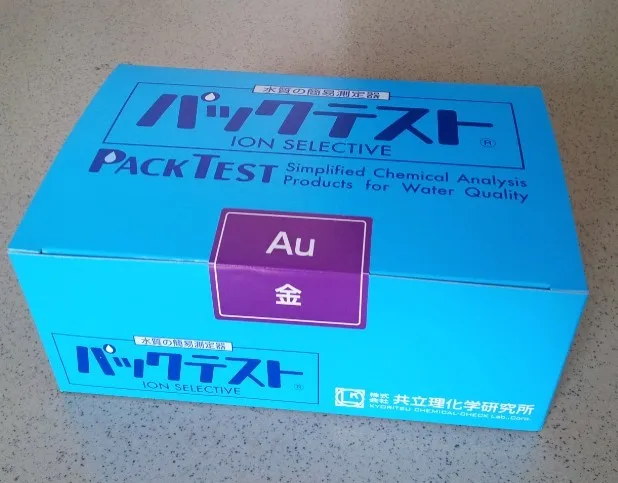 水質の簡易測定器
パックテスト®
ION SELECTIVE
PACK TEST
Simplified Chemical Analysis
Products for Water Quality
Au
金
水質の簡易測定器
パックテスト®
ION SELECTIVE
株式会社 共立理化学研究所
KYORITSU CHEMICAL-CHECK Lab., Corp.